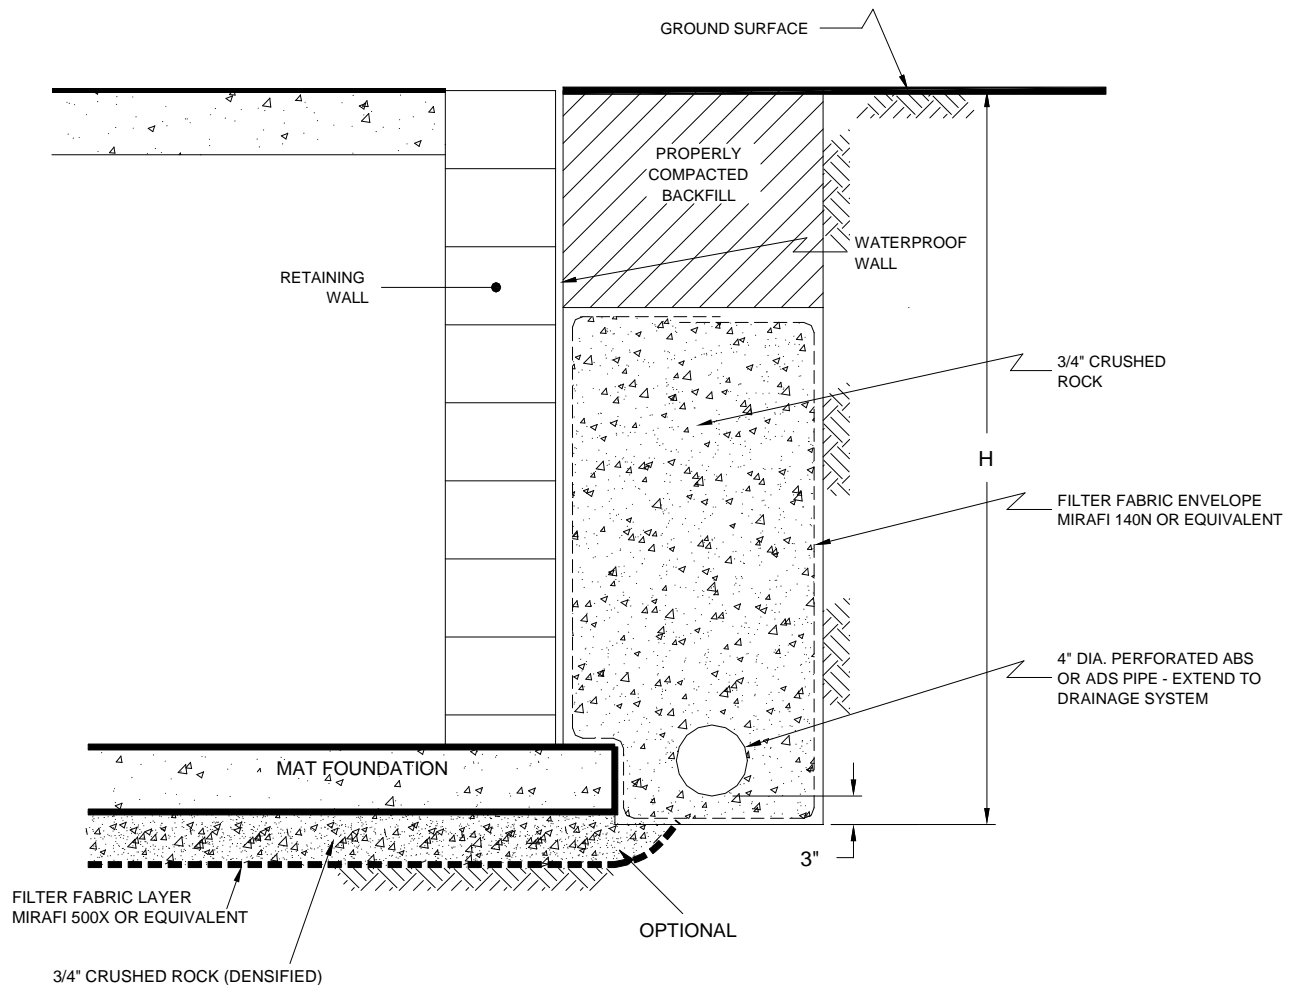 GROUND SURFACE
PROPERLY
COMPACTED
BACKFILL
WATERPROOF
WALL
RETAINING
WALL
3/4" CRUSHED
ROCK
H
FILTER FABRIC ENVELOPE
MIRAFI 140N OR EQUIVALENT
4" DIA. PERFORATED ABS
OR ADS PIPE - EXTEND TO
DRAINAGE SYSTEM
MAT FOUNDATION
3"
FILTER FABRIC LAYER
MIRAFI 500X OR EQUIVALENT
OPTIONAL
3/4" CRUSHED ROCK (DENSIFIED)